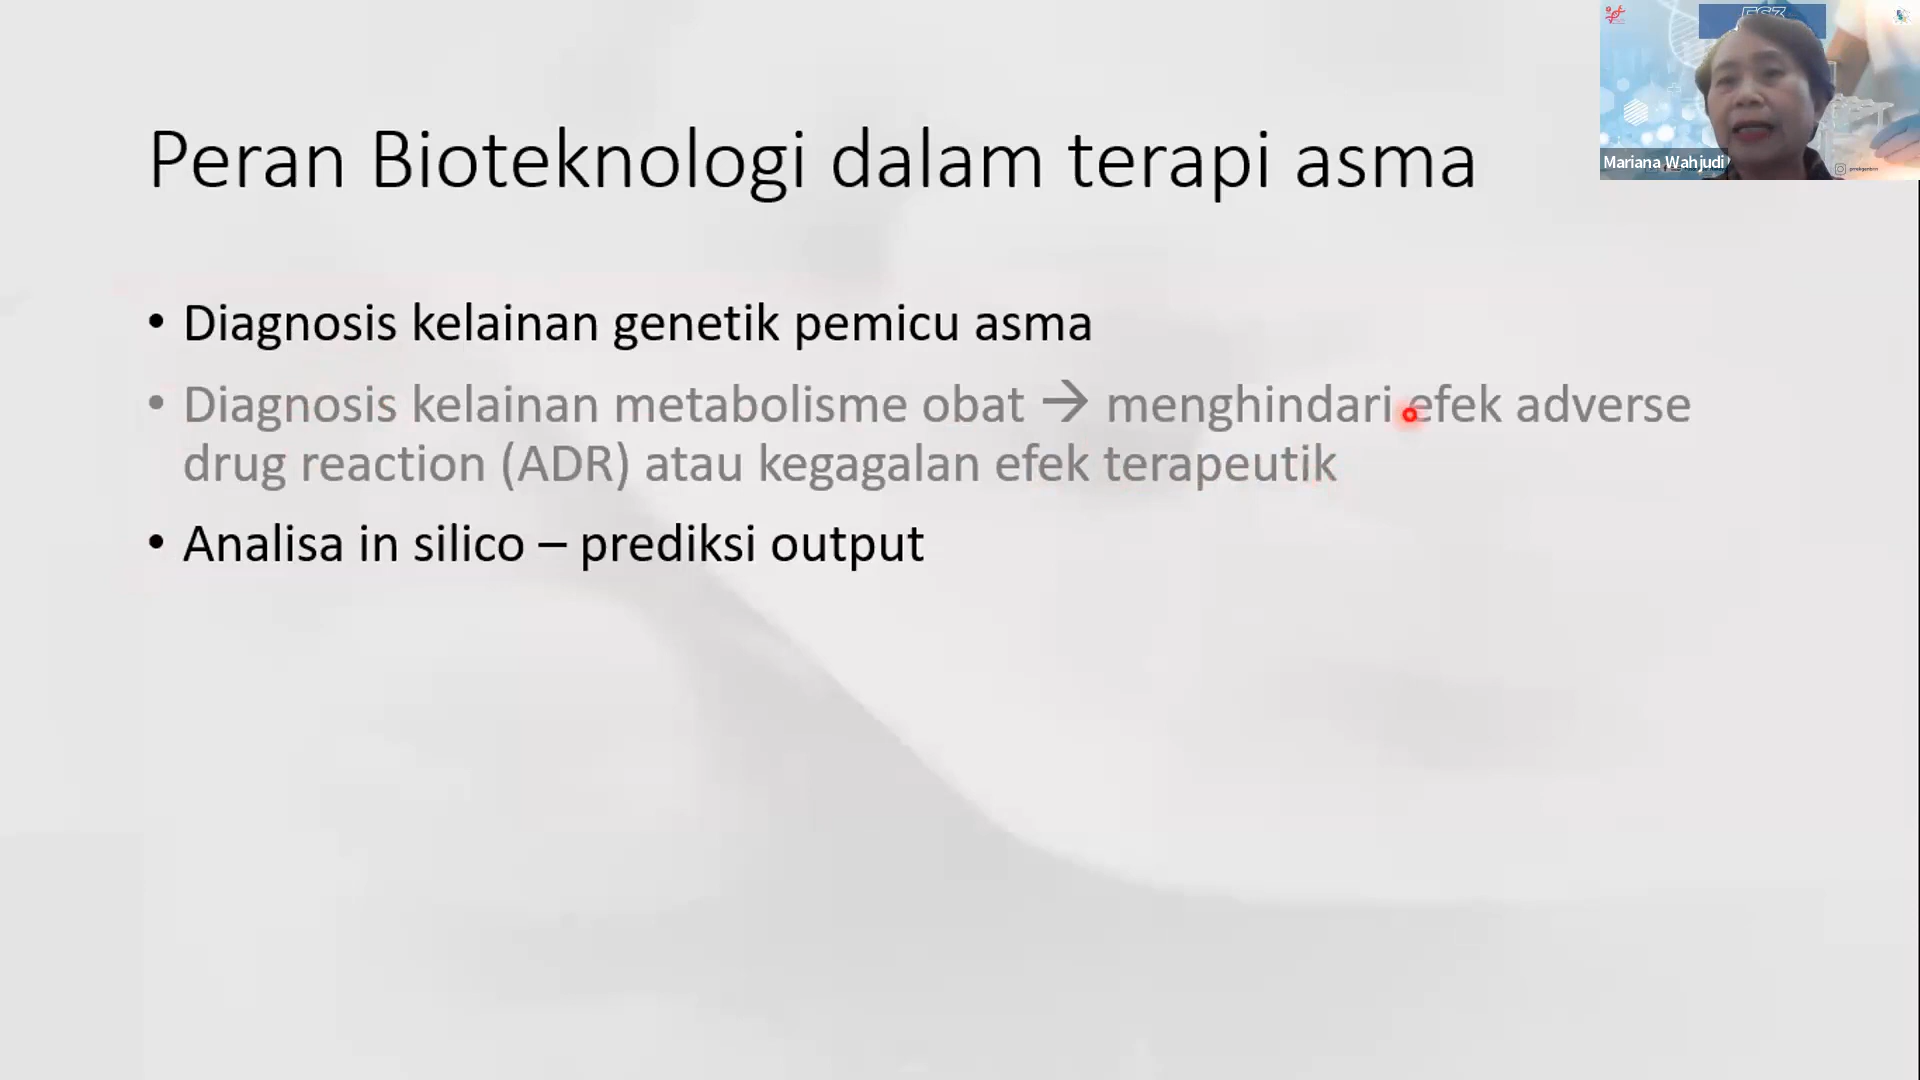 Peran Bioteknologi dalam terapi asma
• Diagnosis kelainan genetik pemicu asma
• Diagnosis kelainan metabolisme obat → menghindari efek adverse
drug reaction (ADR) atau kegagalan efek terapeutik
• Analisa in silico – prediksi output
Mariana Wahjudi